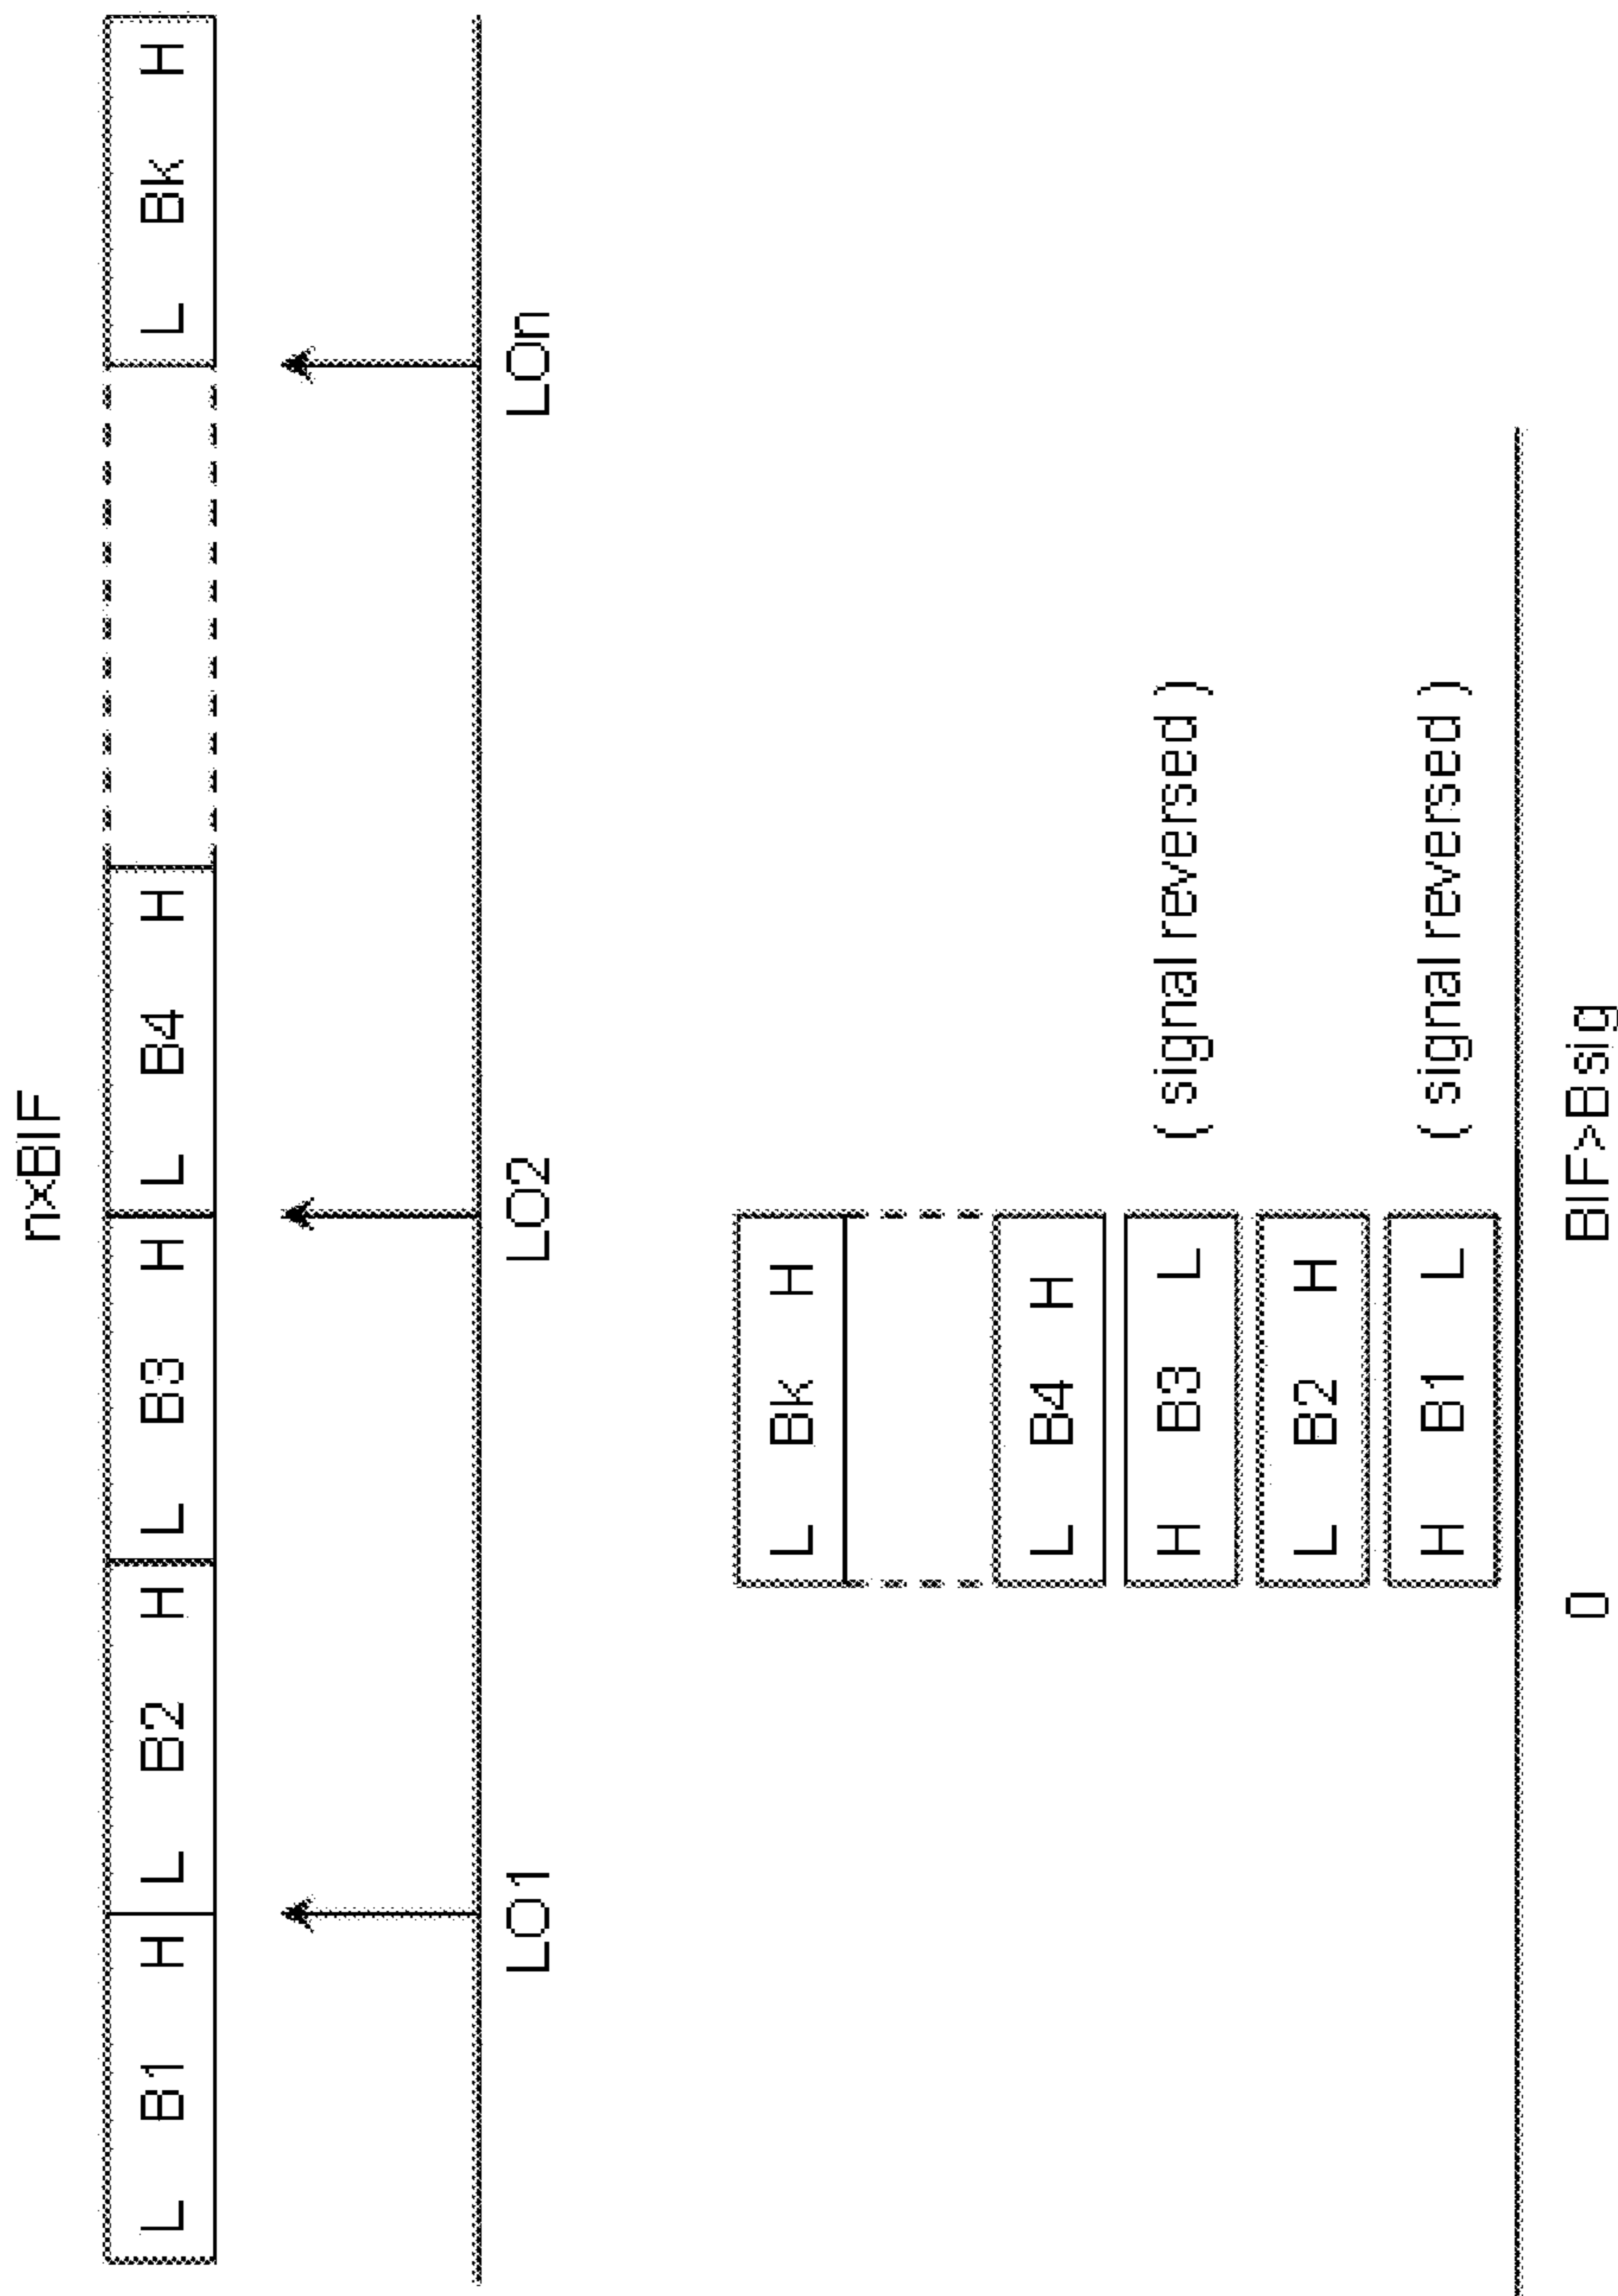 nxBIF
L B1 H L B2 H L B3 H L B4 H L Bk H
LO1 LO2 LOn
L Bk H
L B4 H
H B3 L ( signal reversed )
L B2 H
H B1 L ( signal reversed )
0 BIF>Bsig